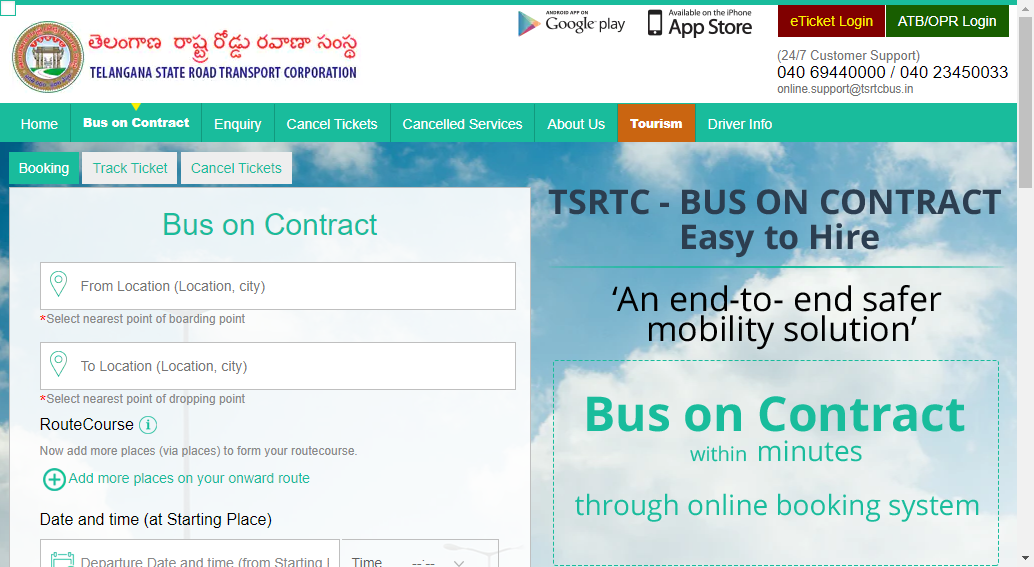 ANDROID APP ON
Google play
Available on the iPhone
App Store
eTicket Login
ATB/OPR Login
తెలంగాణ రాష్ట్ర రోడ్డు రవాణా సంస్థ
TELANGANA STATE ROAD TRANSPORT CORPORATION
(24/7 Customer Support)
040 69440000 / 040 23450033
online.support@tsrtcbus.in
Home
Bus on Contract
Enquiry
Cancel Tickets
Cancelled Services
About Us
Tourism
Driver Info
Booking
Track Ticket
Cancel Tickets
Bus on Contract
From Location (Location, city)
*Select nearest point of boarding point
To Location (Location, city)
*Select nearest point of dropping point
RouteCourse
Now add more places (via places) to form your routecourse.
Add more places on your onward route
Date and time (at Starting Place)
Departure Date and time (from Starting
Time
--:--
TSRTC - BUS ON CONTRACT
Easy to Hire
‘An end-to- end safer
mobility solution’
Bus on Contract
within minutes
through online booking system